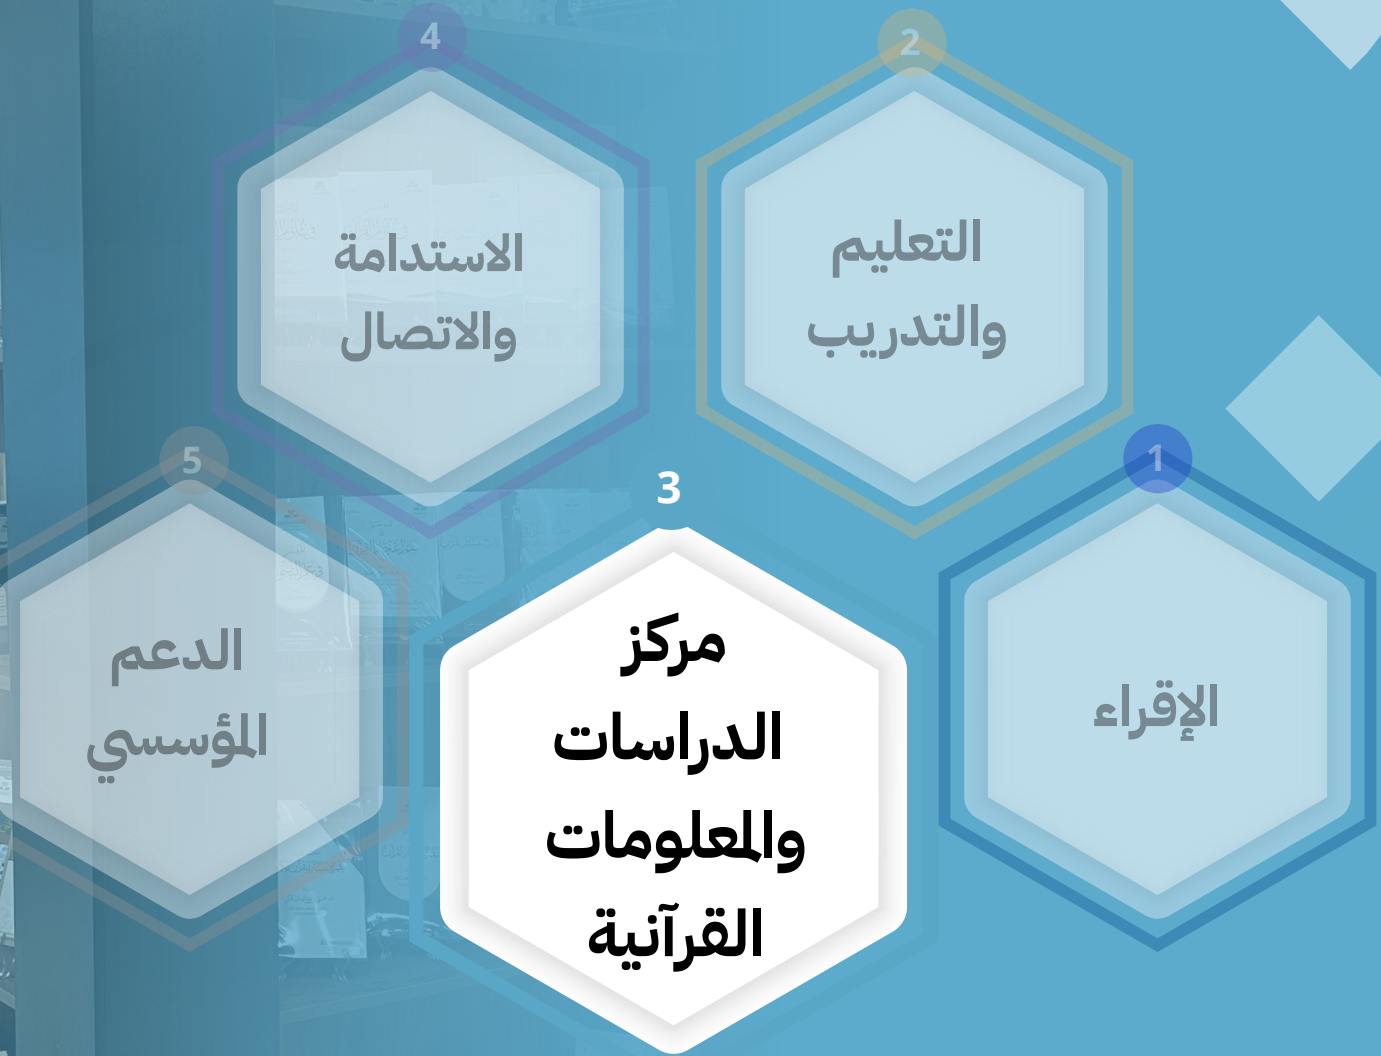 1
الإقراء
2
التعليم
والتدريب
3
مركز
الدراسات
والمعلومات
القرآنية
4
الاستدامة
والاتصال
5
الدعم
المؤسسي